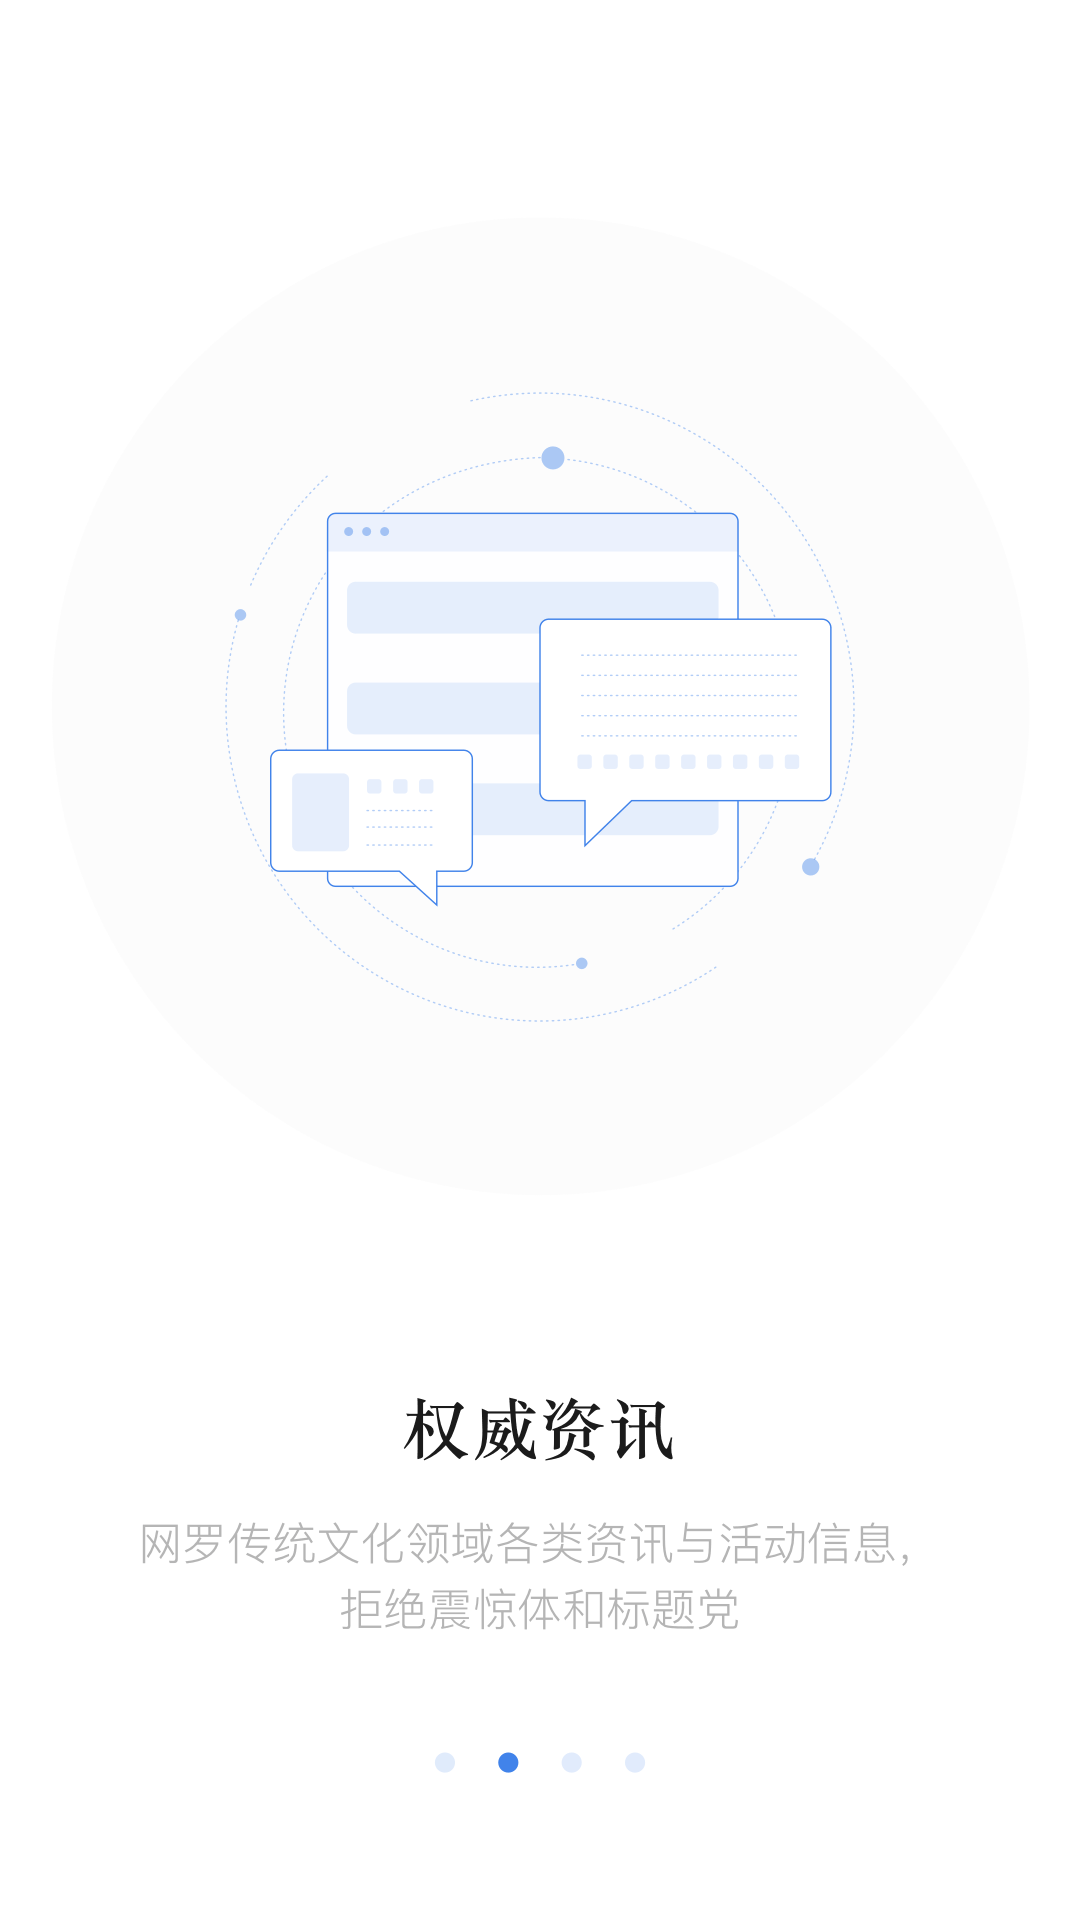 权威资讯
网罗传统文化领域各类资讯与活动信息，
拒绝震惊体和标题党